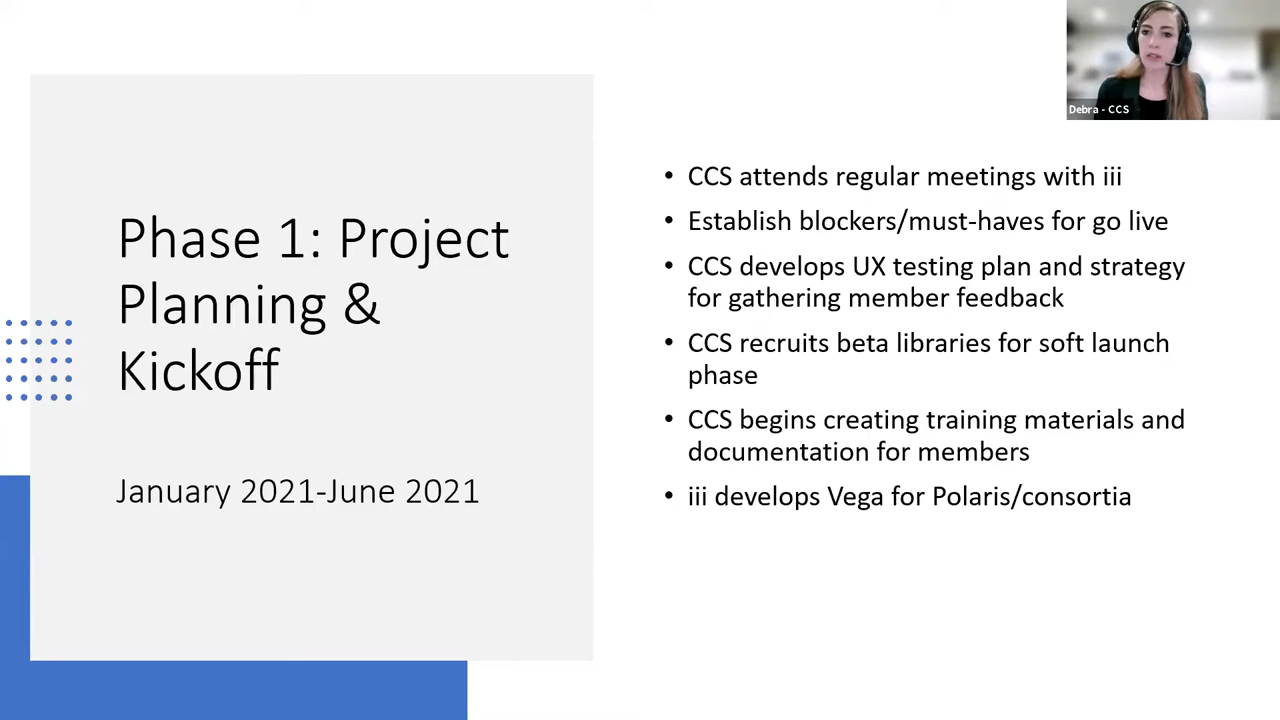 Debra - CCS
Phase 1: Project
Planning &
Kickoff
January 2021-June 2021
• CCS attends regular meetings with iii
• Establish blockers/must-haves for go live
• CCS develops UX testing plan and strategy
for gathering member feedback
• CCS recruits beta libraries for soft launch
phase
• CCS begins creating training materials and
documentation for members
• iii develops Vega for Polaris/consortia